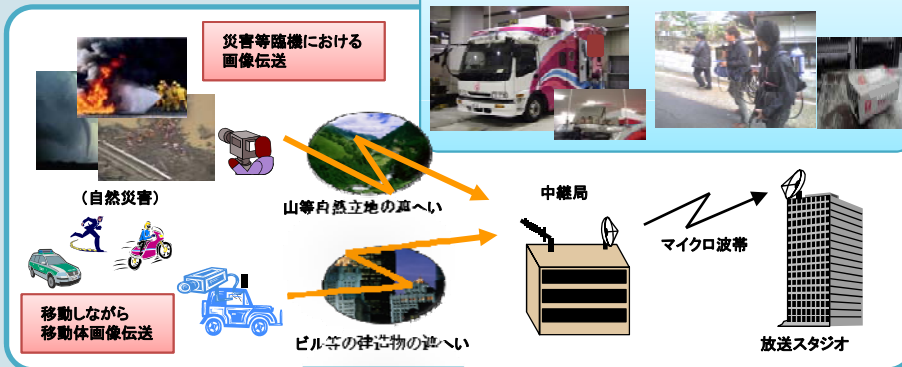 災害等臨機における
画像伝送
(自然災害)
山等自然立地の遮へい
中継局
マイクロ波帯
移動しながら
移動体画像伝送
ビル等の建造物の遮へい
放送スタジオ